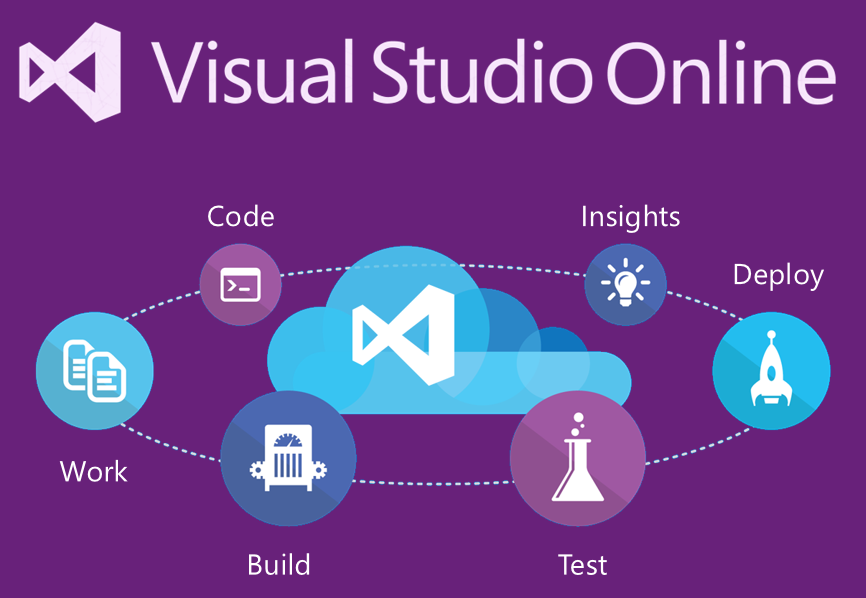 Visual Studio Online
Code
Insights
Deploy
Work
Build
Test